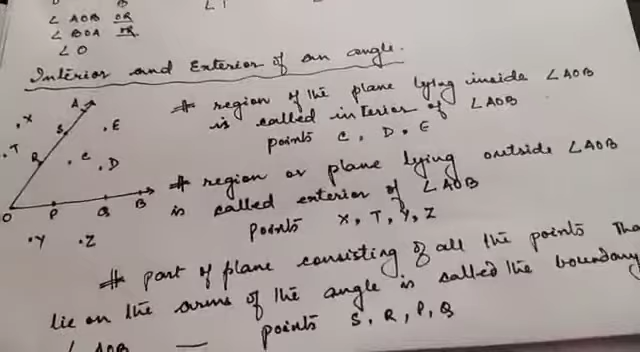 ∠ AOB OR
∠ BOA OR
∠ O
Interior and Exterior of an angle.
A
X
S
E
T
R
C
D
O
P
Q
B
Y
Z
# region of the plane lying inside ∠AOB
is called interior of ∠AOB
points C, D, E
# region or plane lying outside ∠AOB
is called exterior of ∠AOB
points X, T, Y, Z
# part of plane consisting of all the points Tha
lie on the arms of the angle is called the boundary
∠ AOB — points S, R, P, Q